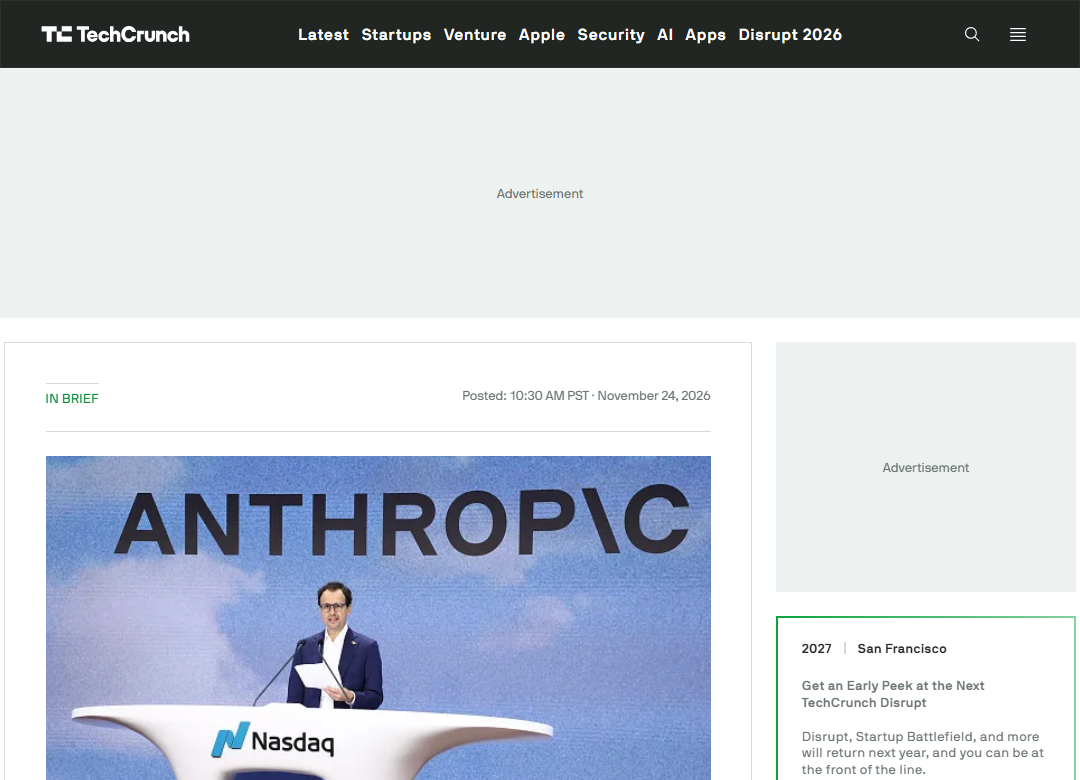 TechCrunch
Latest Startups Venture Apple Security AI Apps Disrupt 2026
Advertisement
IN BRIEF
Posted: 10:30 AM PST · November 24, 2026
ANTHROP\C
Nasdaq
Advertisement
2027 | San Francisco
Get an Early Peek at the Next
TechCrunch Disrupt
Disrupt, Startup Battlefield, and more
will return next year, and you can be at
the front of the line.